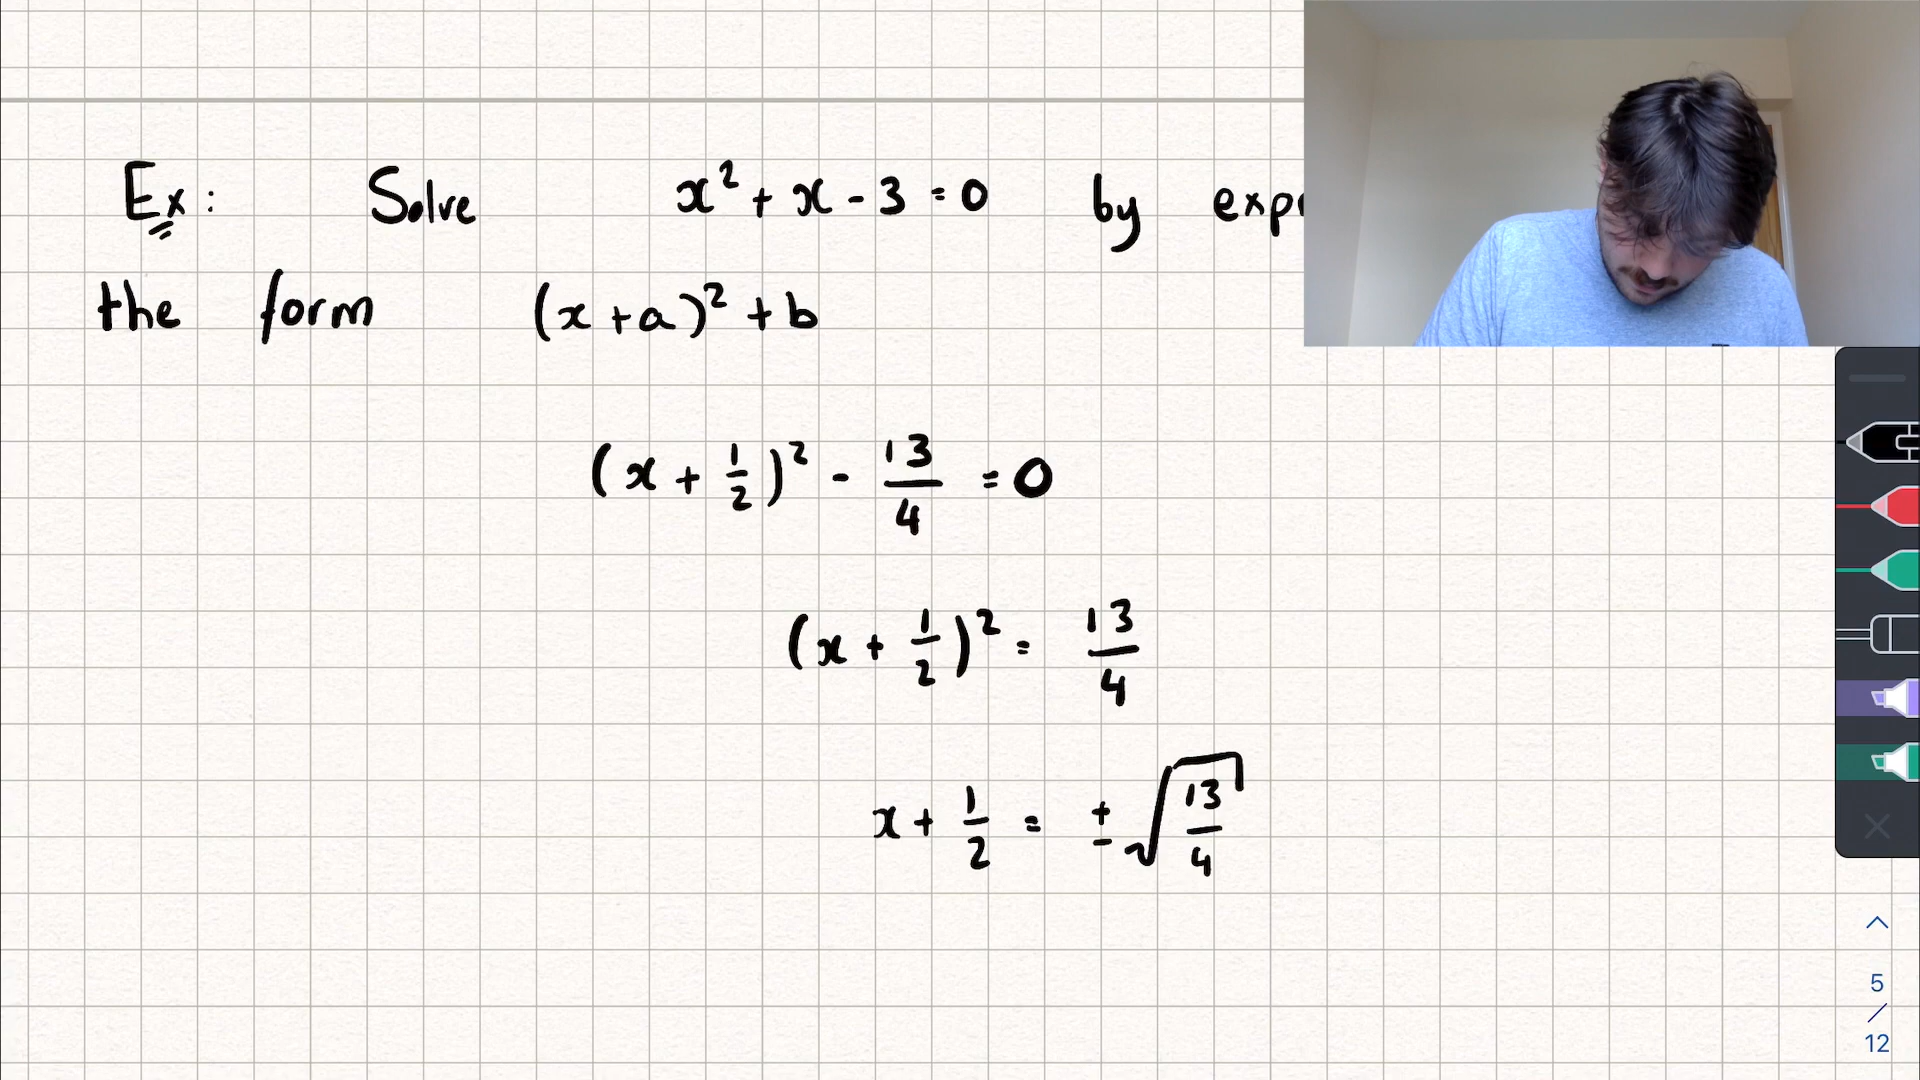 Ex: Solve x² + x - 3 = 0 by exp
the form (x + a)² + b
(x + 1/2)² - 13/4 = 0
(x + 1/2)² = 13/4
x + 1/2 = ± √(13/4)
5
/
12